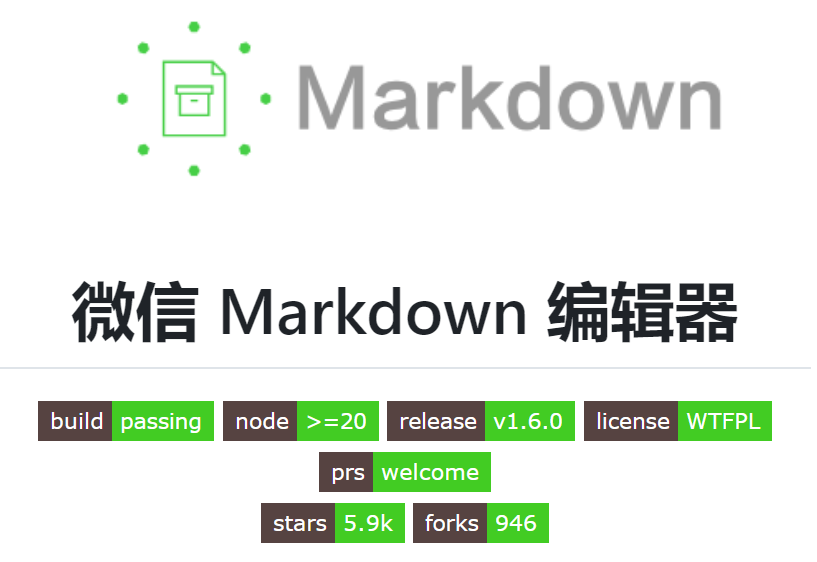 Markdown
微信 Markdown 编辑器
build passing node >=20 release v1.6.0 license WTFPL
prs welcome
stars 5.9k forks 946